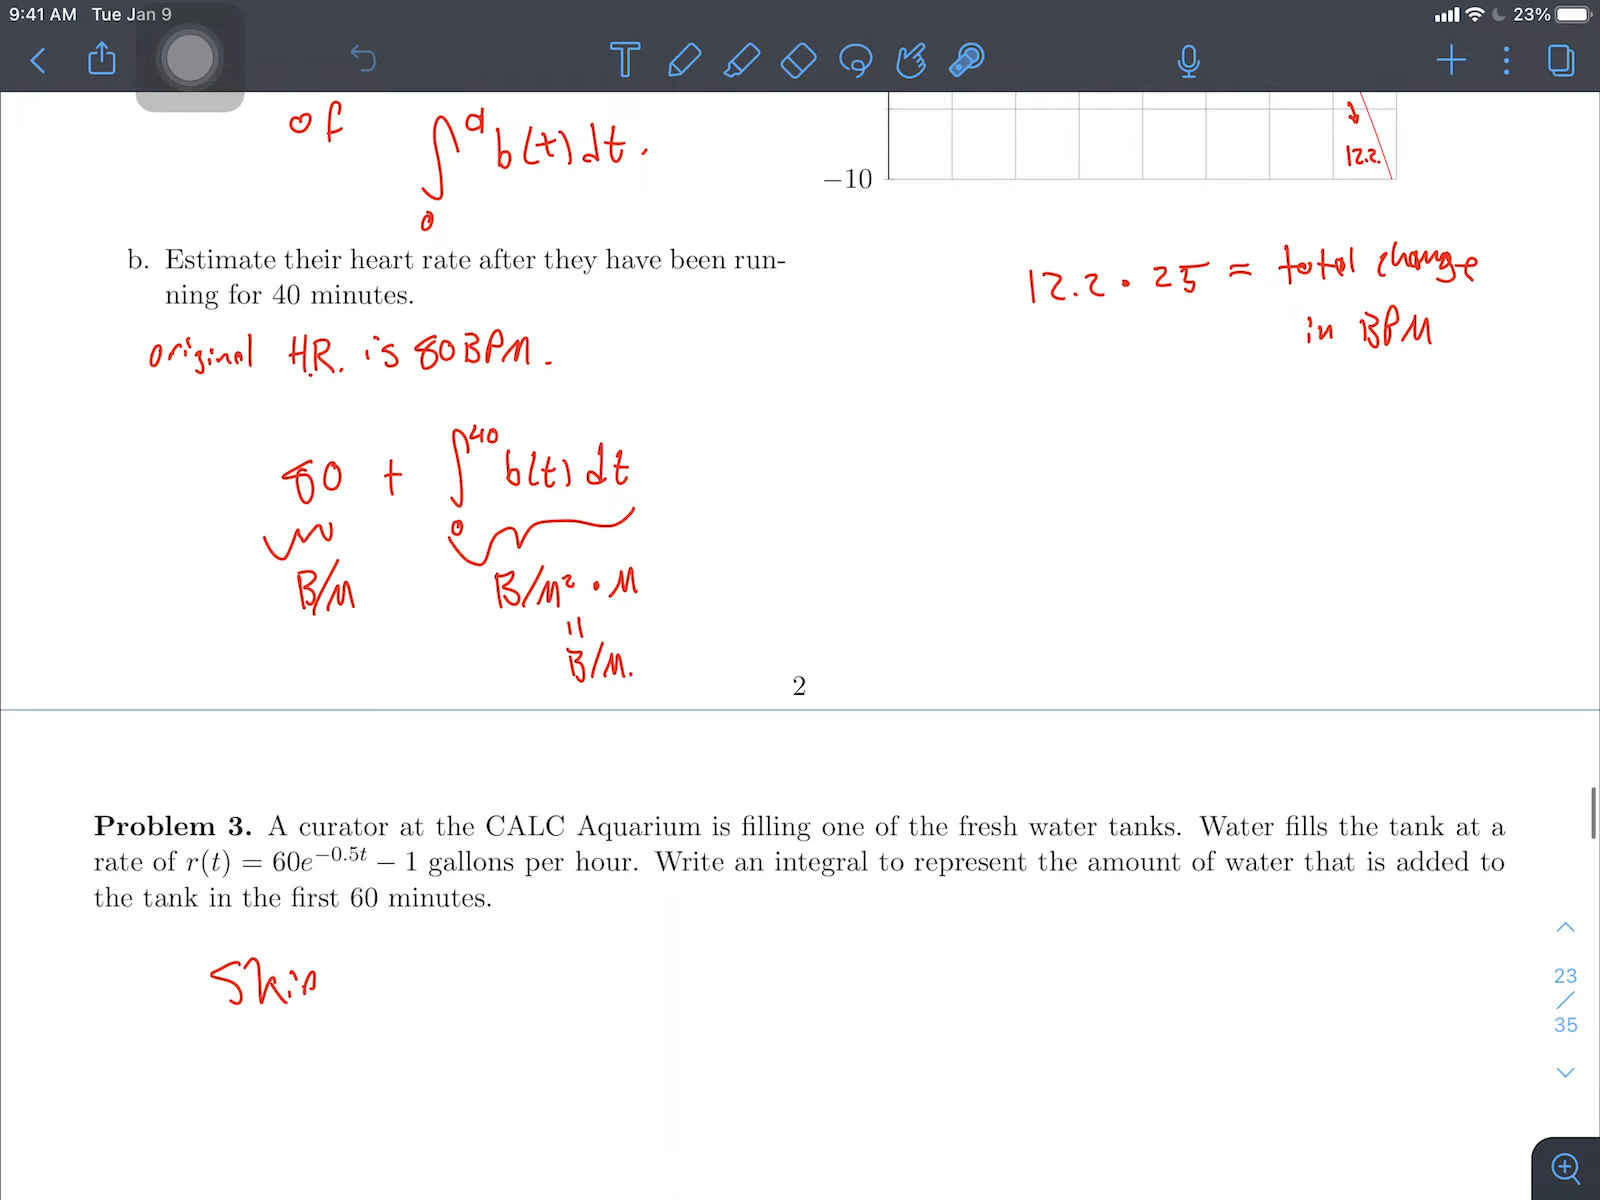 9:41 AM Tue Jan 9
23%
of
∫₀ᵃ b(t) dt.
−10
12.2
b. Estimate their heart rate after they have been run-
ning for 40 minutes.
original H.R. is 80BPM.
12.2 · 25 = total change
in BPM
80 + ∫₀⁴⁰ b(t) dt
B/M B/M² · M
=
B/M.
2
Problem 3. A curator at the CALC Aquarium is filling one of the fresh water tanks. Water fills the tank at a
rate of r(t) = 60e^{−0.5t} − 1 gallons per hour. Write an integral to represent the amount of water that is added to
the tank in the first 60 minutes.
Skip
23
/
35